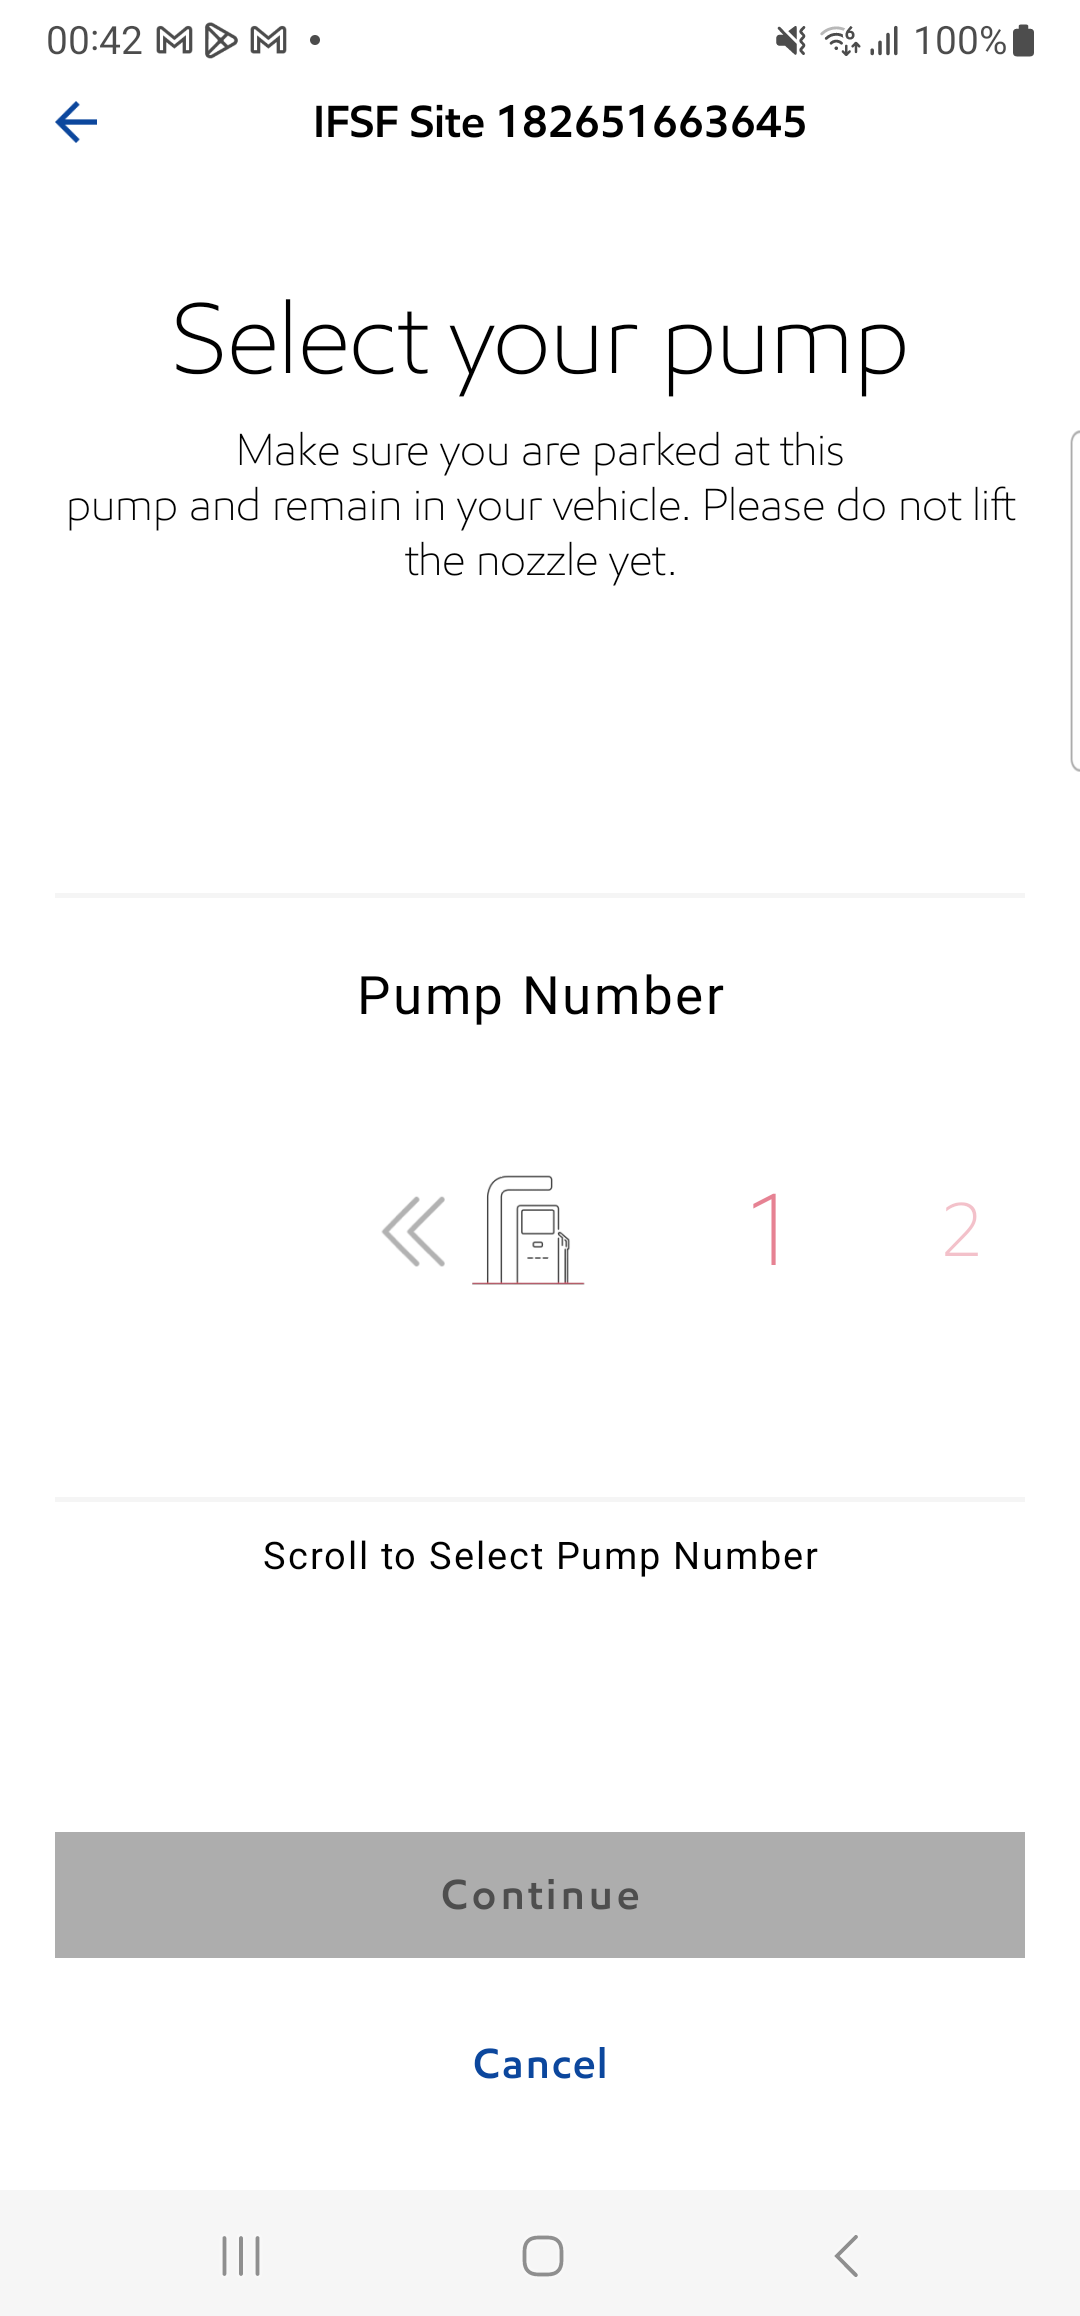 00:42
100%
IFSF Site 182651663645
Select your pump
Make sure you are parked at this
pump and remain in your vehicle. Please do not lift
the nozzle yet.
Pump Number
1 2
Scroll to Select Pump Number
Continue
Cancel